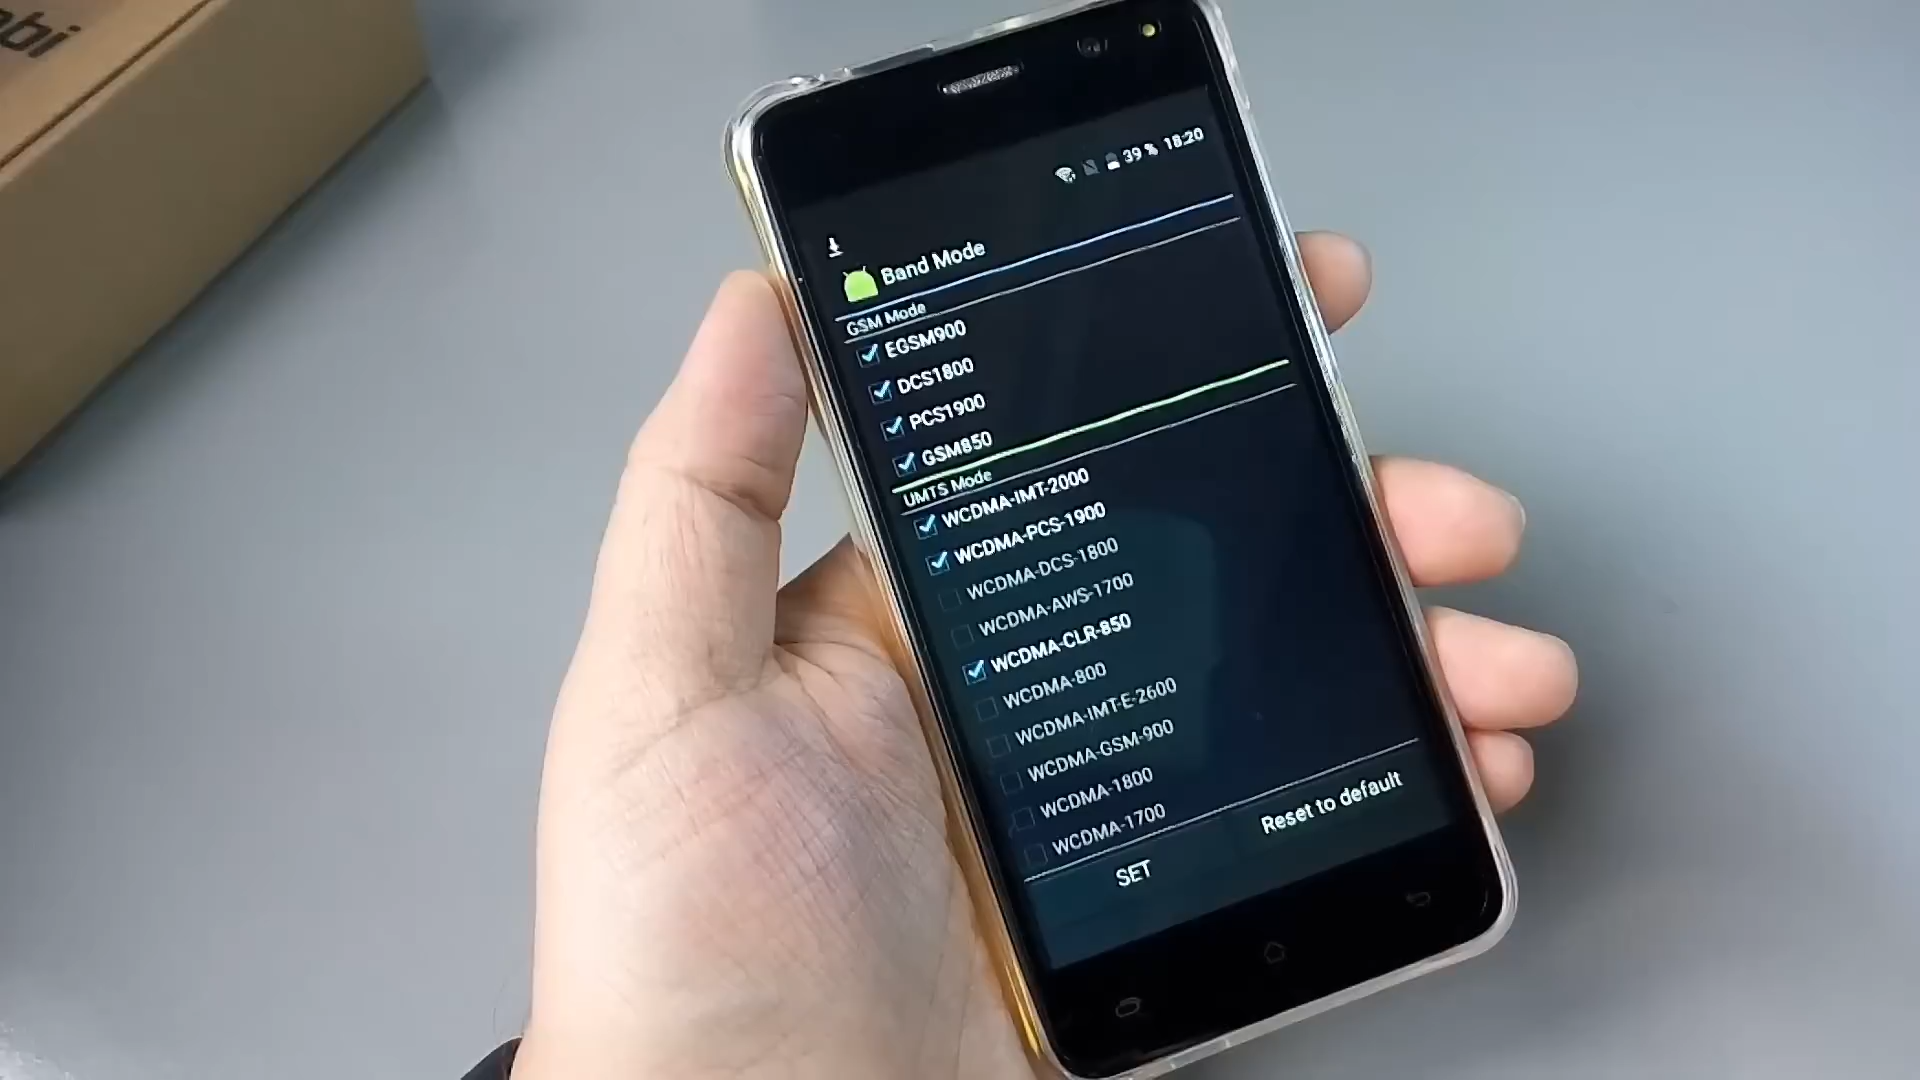 39 % 18:20
Band Mode
GSM Mode
EGSM900
DCS1800
PCS1900
GSM850
UMTS Mode
WCDMA-IMT-2000
WCDMA-PCS-1900
WCDMA-DCS-1800
WCDMA-AWS-1700
WCDMA-CLR-850
WCDMA-800
WCDMA-IMT-E-2600
WCDMA-GSM-900
WCDMA-1800
WCDMA-1700
SET
Reset to default